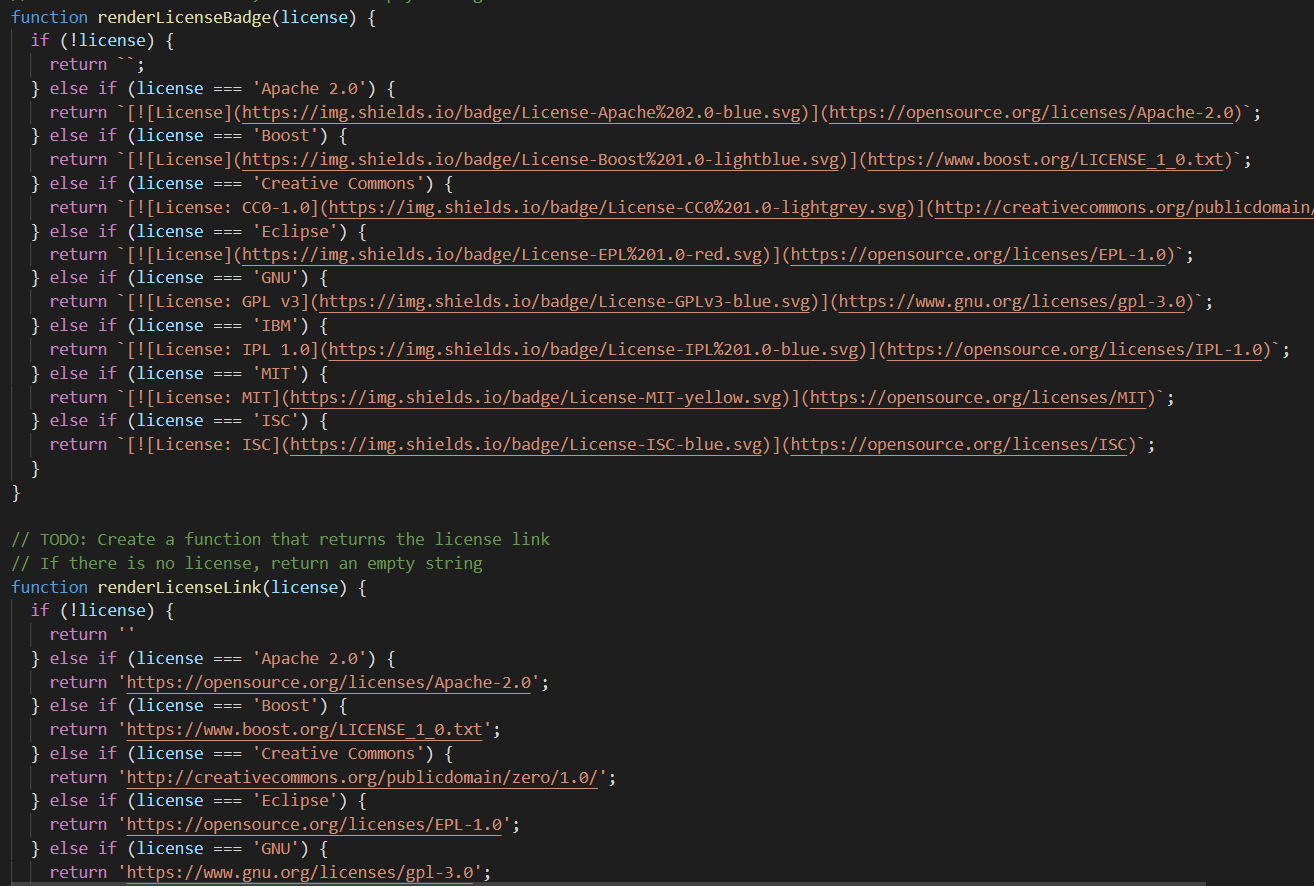 function renderLicenseBadge(license) {
  if (!license) {
    return ``;
  } else if (license === 'Apache 2.0') {
    return `[![License](https://img.shields.io/badge/License-Apache%202.0-blue.svg)](https://opensource.org/licenses/Apache-2.0)`;
  } else if (license === 'Boost') {
    return `[![License](https://img.shields.io/badge/License-Boost%201.0-lightblue.svg)](https://www.boost.org/LICENSE_1_0.txt)`;
  } else if (license === 'Creative Commons') {
    return `[![License: CC0-1.0](https://img.shields.io/badge/License-CC0%201.0-lightgrey.svg)](http://creativecommons.org/publicdomain/
  } else if (license === 'Eclipse') {
    return `[![License](https://img.shields.io/badge/License-EPL%201.0-red.svg)](https://opensource.org/licenses/EPL-1.0)`;
  } else if (license === 'GNU') {
    return `[![License: GPL v3](https://img.shields.io/badge/License-GPLv3-blue.svg)](https://www.gnu.org/licenses/gpl-3.0)`;
  } else if (license === 'IBM') {
    return `[![License: IPL 1.0](https://img.shields.io/badge/License-IPL%201.0-blue.svg)](https://opensource.org/licenses/IPL-1.0)`;
  } else if (license === 'MIT') {
    return `[![License: MIT](https://img.shields.io/badge/License-MIT-yellow.svg)](https://opensource.org/licenses/MIT)`;
  } else if (license === 'ISC') {
    return `[![License: ISC](https://img.shields.io/badge/License-ISC-blue.svg)](https://opensource.org/licenses/ISC)`;
  }
}

// TODO: Create a function that returns the license link
// If there is no license, return an empty string
function renderLicenseLink(license) {
  if (!license) {
    return ''
  } else if (license === 'Apache 2.0') {
    return 'https://opensource.org/licenses/Apache-2.0';
  } else if (license === 'Boost') {
    return 'https://www.boost.org/LICENSE_1_0.txt';
  } else if (license === 'Creative Commons') {
    return 'http://creativecommons.org/publicdomain/zero/1.0/';
  } else if (license === 'Eclipse') {
    return 'https://opensource.org/licenses/EPL-1.0';
  } else if (license === 'GNU') {
    return 'https://www.gnu.org/licenses/gpl-3.0';